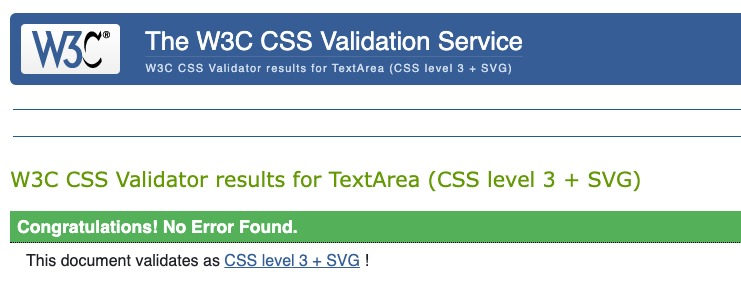 W3C®
The W3C CSS Validation Service
W3C CSS Validator results for TextArea (CSS level 3 + SVG)
W3C CSS Validator results for TextArea (CSS level 3 + SVG)
Congratulations! No Error Found.
This document validates as CSS level 3 + SVG !